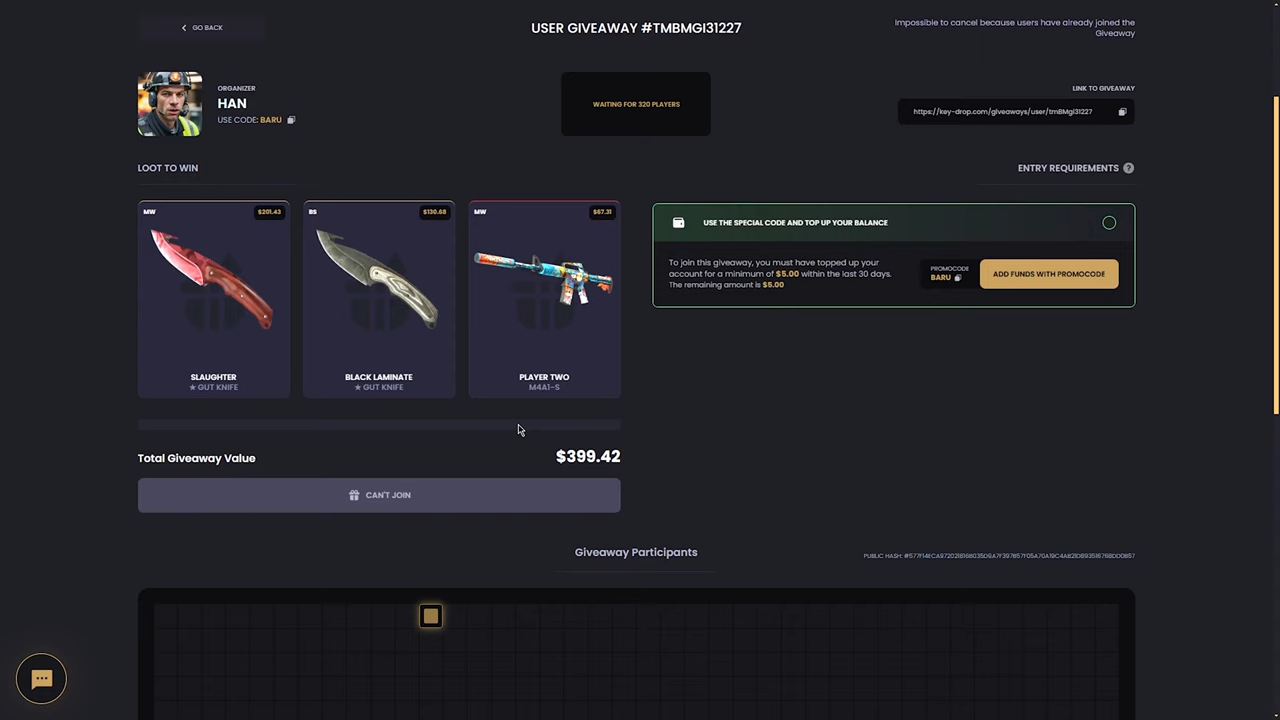 GO BACK
USER GIVEAWAY #TMBMGI31227
Impossible to cancel because users have already joined the
Giveaway
ORGANIZER
HAN
USE CODE: BARU
WAITING FOR 320 PLAYERS
LINK TO GIVEAWAY
https://key-drop.com/giveaways/user/tmBMgI31227
LOOT TO WIN
ENTRY REQUIREMENTS ?
MW $201.43
BS $130.68
MW $67.31
SLAUGHTER
★ GUT KNIFE
BLACK LAMINATE
★ GUT KNIFE
PLAYER TWO
M4A1-S
USE THE SPECIAL CODE AND TOP UP YOUR BALANCE
To join this giveaway, you must have topped up your
account for a minimum of $5.00 within the last 30 days.
The remaining amount is $5.00
PROMOCODE
BARU
ADD FUNDS WITH PROMOCODE
Total Giveaway Value
$399.42
CAN'T JOIN
Giveaway Participants
PUBLIC HASH: